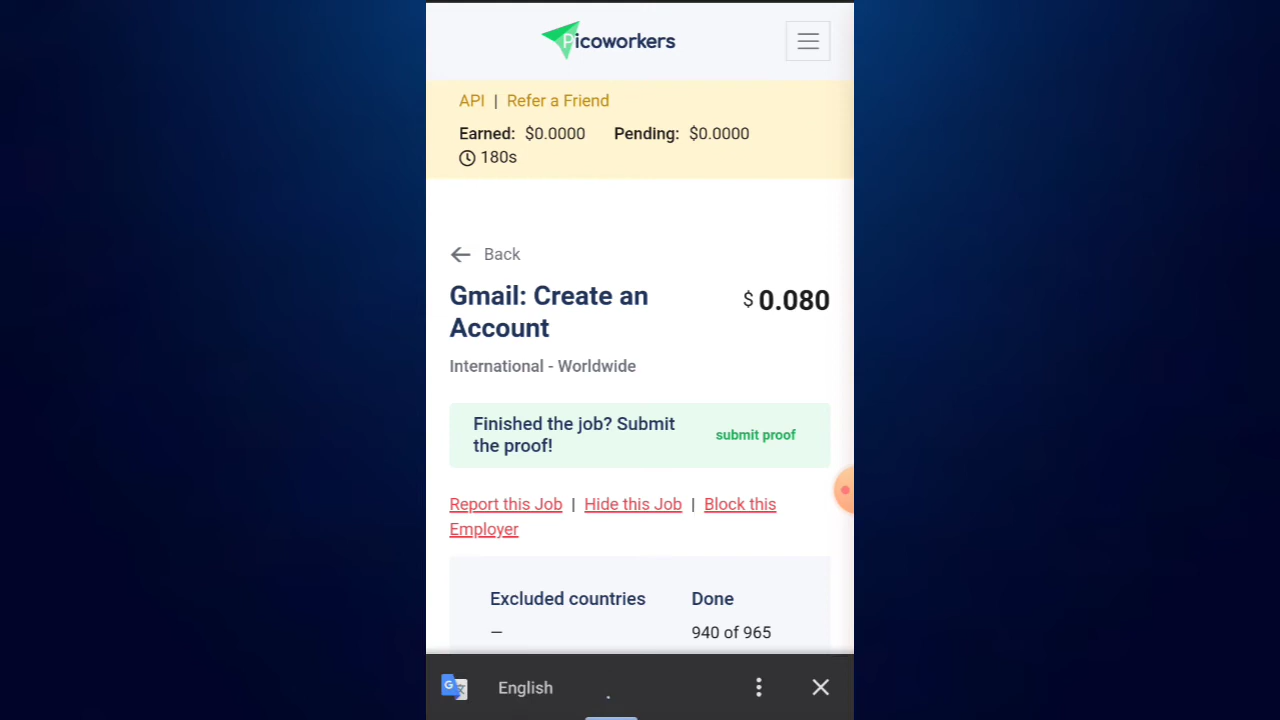 Picoworkers
API | Refer a Friend
Earned: $0.0000 Pending: $0.0000
180s
Back
Gmail: Create an
Account
$ 0.080
International - Worldwide
Finished the job? Submit
the proof!
submit proof
Report this Job | Hide this Job | Block this
Employer
Excluded countries Done
— 940 of 965
English